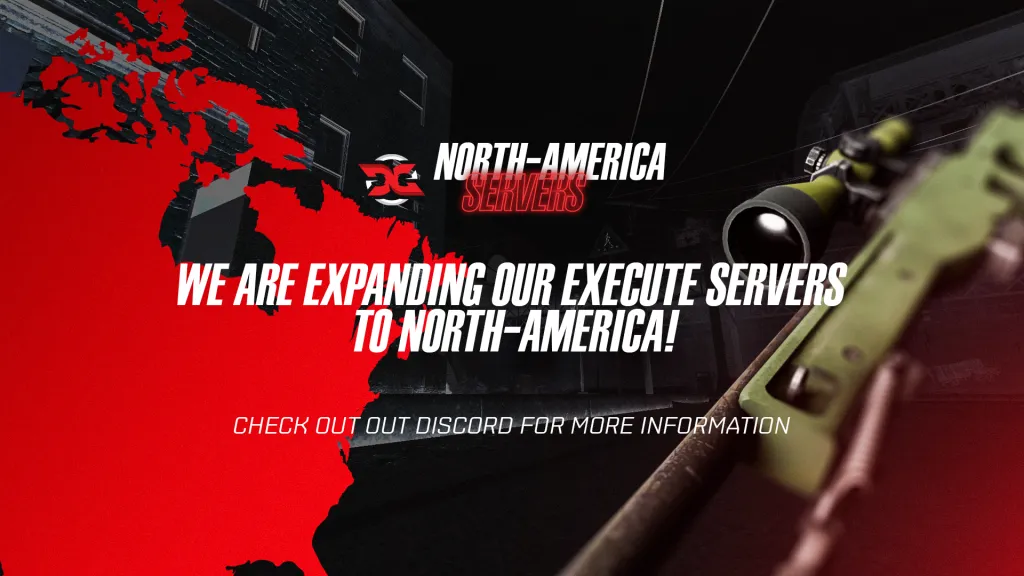 NORTH-AMERICA
SERVERS
WE ARE EXPANDING OUR EXECUTE SERVERS
TO NORTH-AMERICA!
CHECK OUT OUT DISCORD FOR MORE INFORMATION